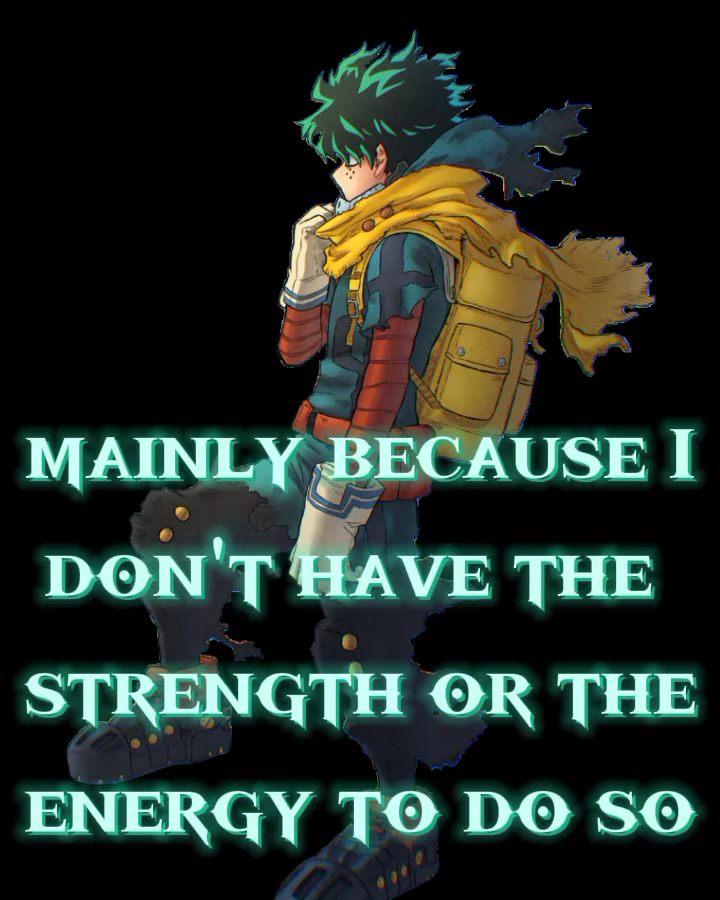 MAINLY BECAUSE I
DON'T HAVE THE
STRENGTH OR THE
ENERGY TO DO SO